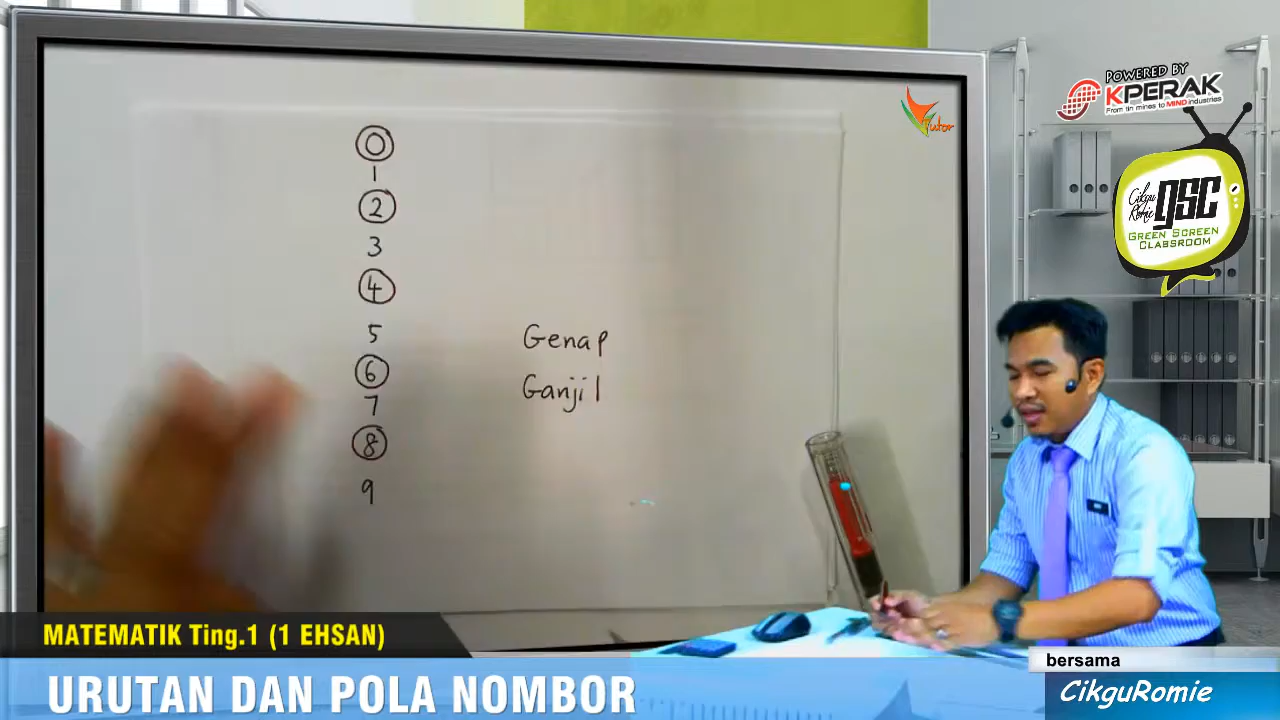 POWERED BY
KPERAK
From tin mines to MIND industries
Tutor
Cikgu
Romie
GSC
GREEN SCREEN
CLASSROOM
0
1
2
3
4
5
6
7
8
9
Genap
Ganjil
MATEMATIK Ting.1 (1 EHSAN)
URUTAN DAN POLA NOMBOR
bersama
CikguRomie